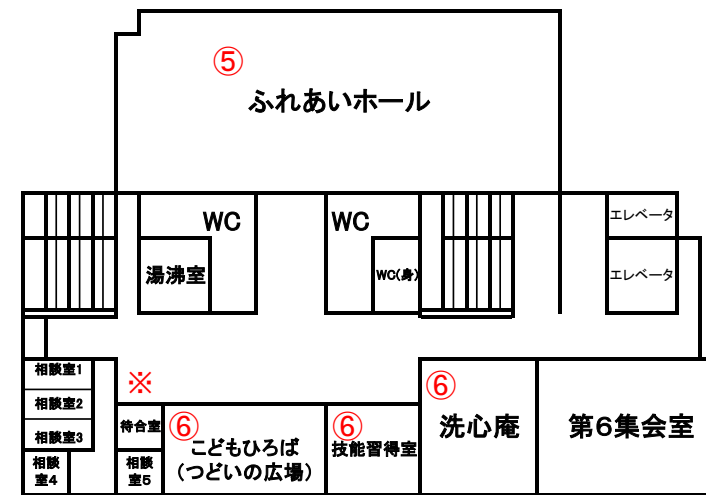 ⑤
ふれあいホール
WC
WC
エレベータ
湯沸室
WC(身)
エレベータ
相談室1
※
⑥
相談室2
相談室3
待合室
⑥
こどもひろば
(つどいの広場)
⑥
技能習得室
洗心庵
第6集会室
相談
室4
相談
室5